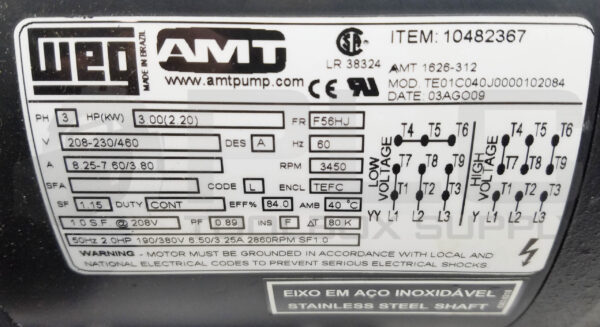 WEG
MADE IN BRAZIL
AMT
www.amtpump.com
LR 38324
ITEM: 10482367
AMT 1626-312
MOD. TE01C040J0000102084
DATE: 03AGO09
PH 3 HP(KW) 3.00(2.20) FR F56HJ
V 208-230/460 DES A Hz 60
A 8.25-7.60/3.80 RPM 3450
SFA CODE L ENCL TEFC
SF 1.15 DUTY CONT EFF% 84.0 AMB 40°C
1.0 S.F @ 208V PF 0.89 INS F ΔT 80 K
50Hz 2.0HP 190/380V 6.50/3.25A 2860RPM SF1.0
LOW VOLTAGE
T4 T5 T6
T7 T8 T9
T1 T2 T3
YY L1 L2 L3
HIGH VOLTAGE
T4 T5 T6
T7 T8 T9
T1 T2 T3
Y L1 L2 L3
WARNING - MOTOR MUST BE GROUNDED IN ACCORDANCE WITH LOCAL AND
NATIONAL ELECTRICAL CODES TO PREVENT SERIOUS ELECTRICAL SHOCKS.
EIXO EM AÇO INOXIDÁVEL
STAINLESS STEEL SHAFT